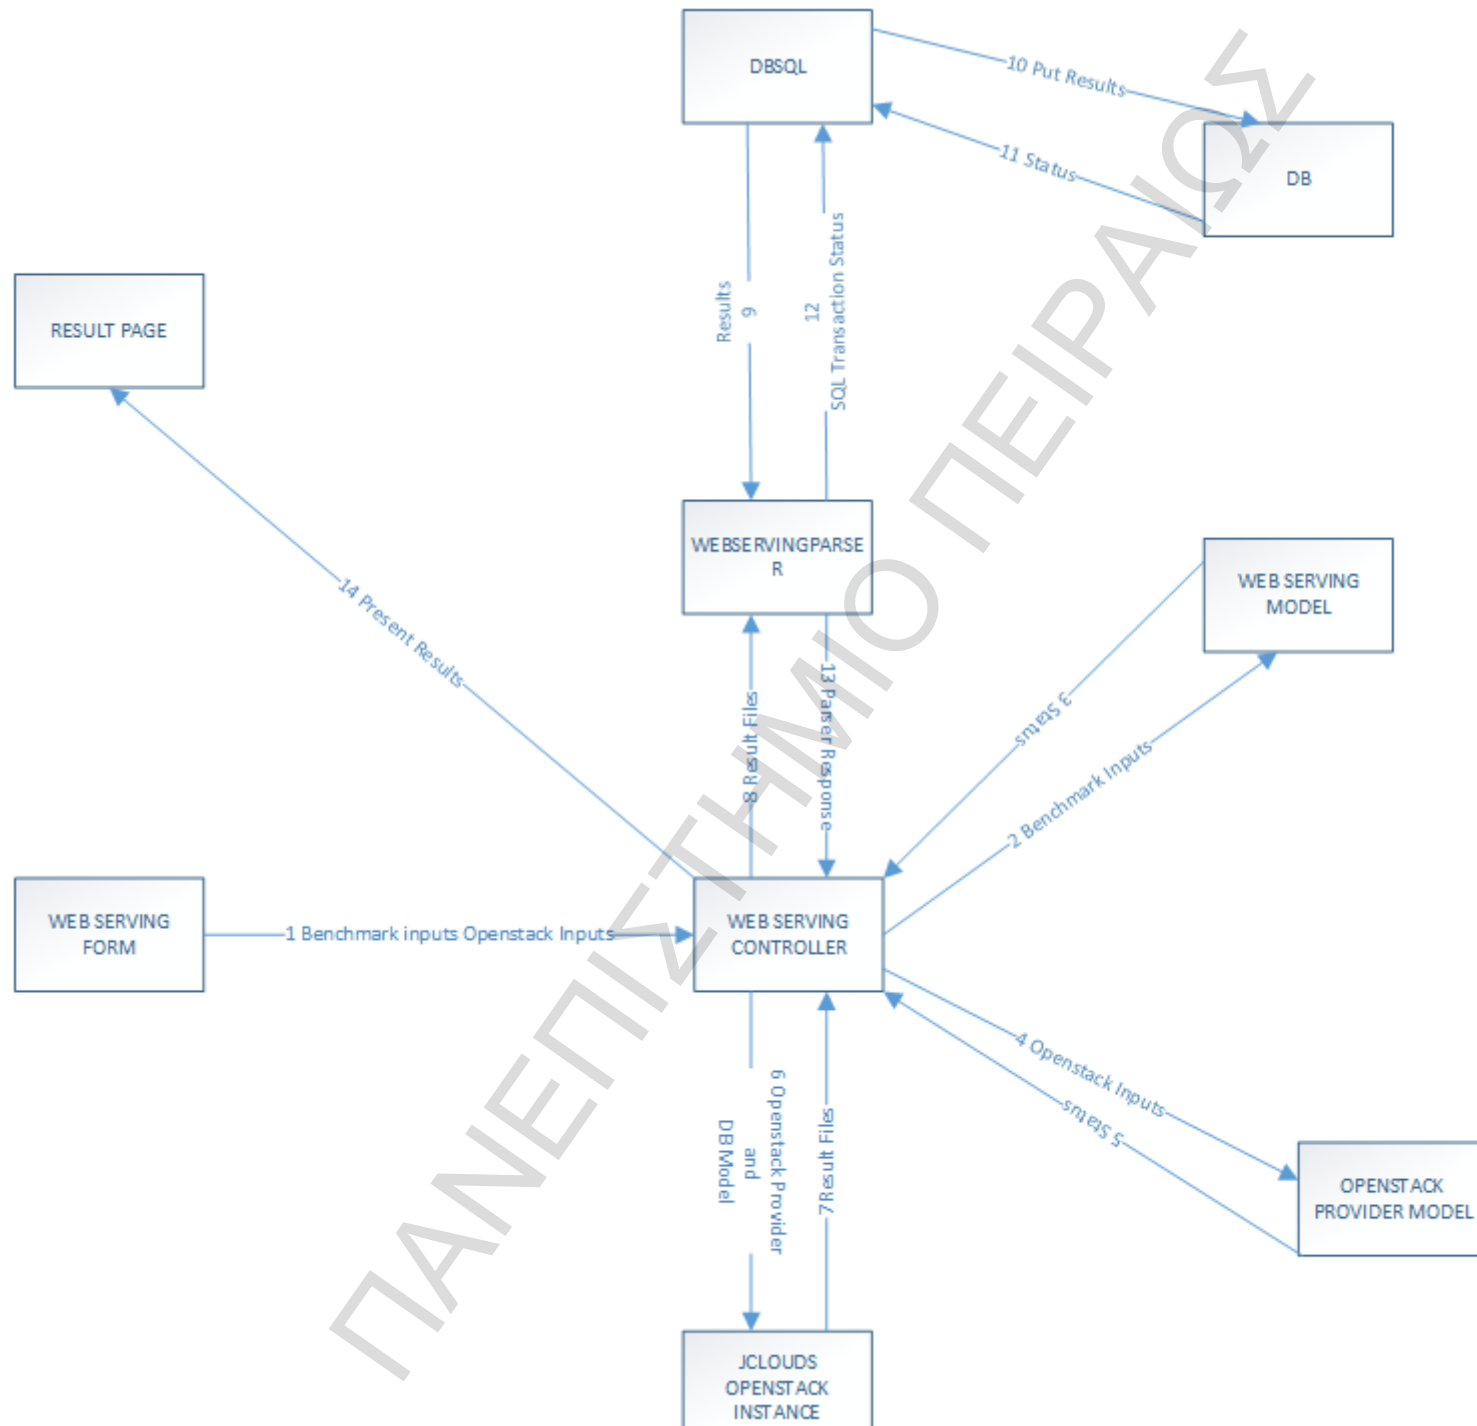 DBSQL
10 Put Results
11 Status
DB
Results
9
12
SQL Transaction Status
RESULT PAGE
WEBSERVINGPARSE
R
WEB SERVING
MODEL
14 Present Results
8 Result Files
13 Parser Response
3 Status
2 Benchmark Inputs
WEB SERVING
FORM
1 Benchmark inputs Openstack Inputs
WEB SERVING
CONTROLLER
4 Openstack Inputs
5 Status
6 Openstack Provider
and
DB Model
7 Result Files
OPENSTACK
PROVIDER MODEL
JCLOUDS
OPENSTACK
INSTANCE
ΠΑΝΕΠΙΣΤΗΜΙΟ ΠΕΙΡΑΙΩΣ